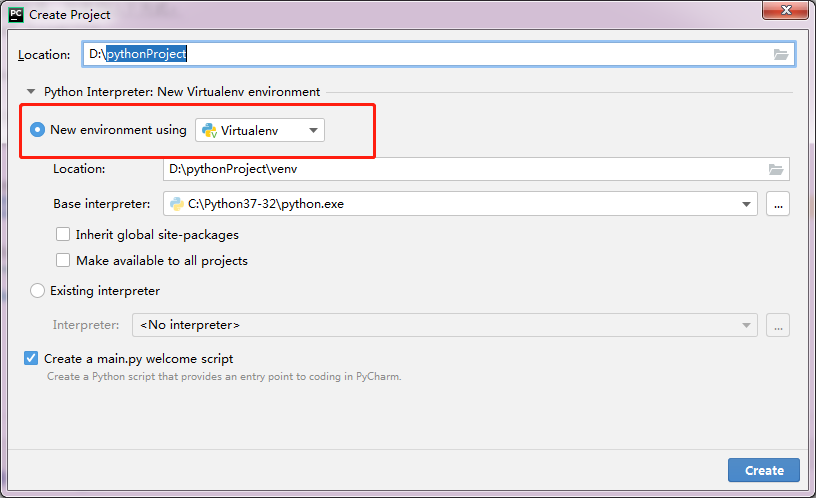 PC Create Project
Location: D:\pythonProject
Python Interpreter: New Virtualenv environment
New environment using Virtualenv
Location: D:\pythonProject\venv
Base interpreter: C:\Python37-32\python.exe ...
Inherit global site-packages
Make available to all projects
Existing interpreter
Interpreter: <No interpreter> ...
Create a main.py welcome script
Create a Python script that provides an entry point to coding in PyCharm.
Create